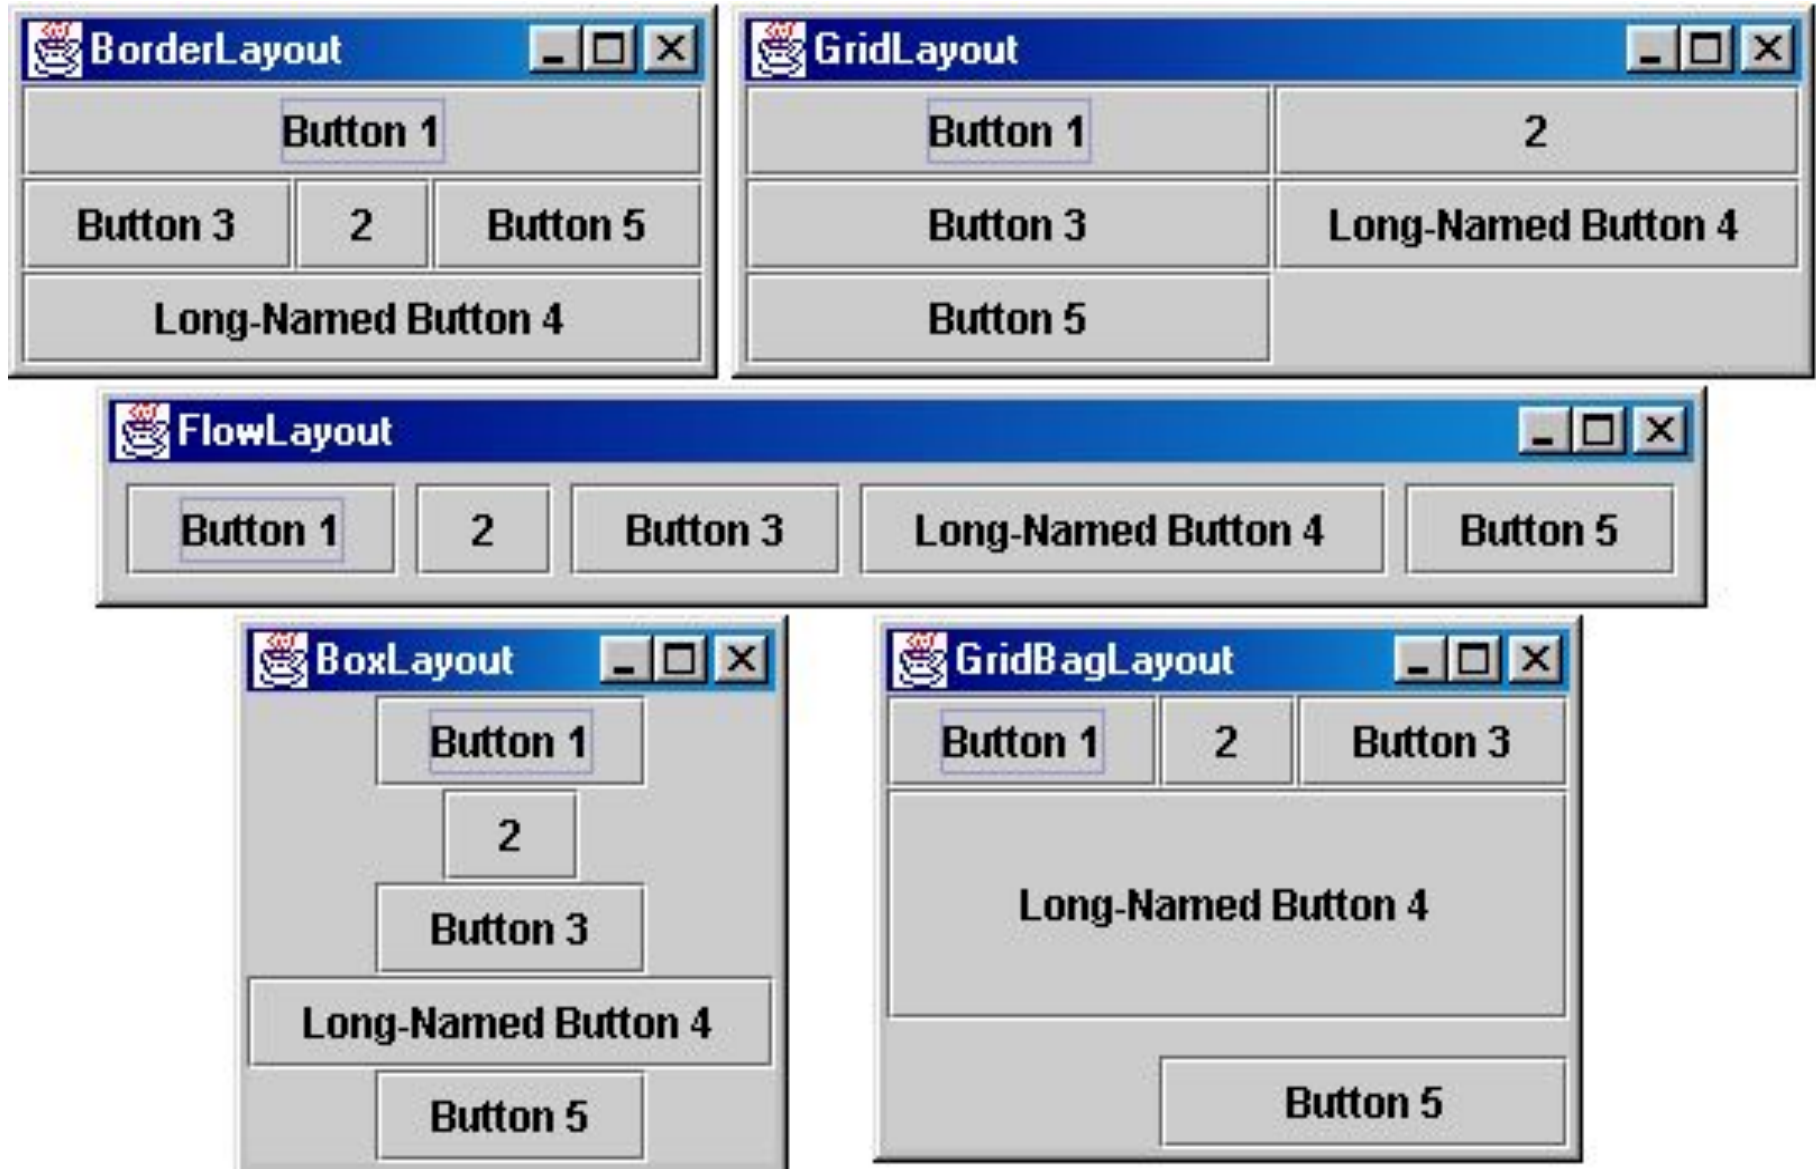 BorderLayout
Button 1
Button 3 2 Button 5
Long-Named Button 4
GridLayout
Button 1 2
Button 3 Long-Named Button 4
Button 5
FlowLayout
Button 1 2 Button 3 Long-Named Button 4 Button 5
BoxLayout
Button 1
2
Button 3
Long-Named Button 4
Button 5
GridBagLayout
Button 1 2 Button 3
Long-Named Button 4
Button 5